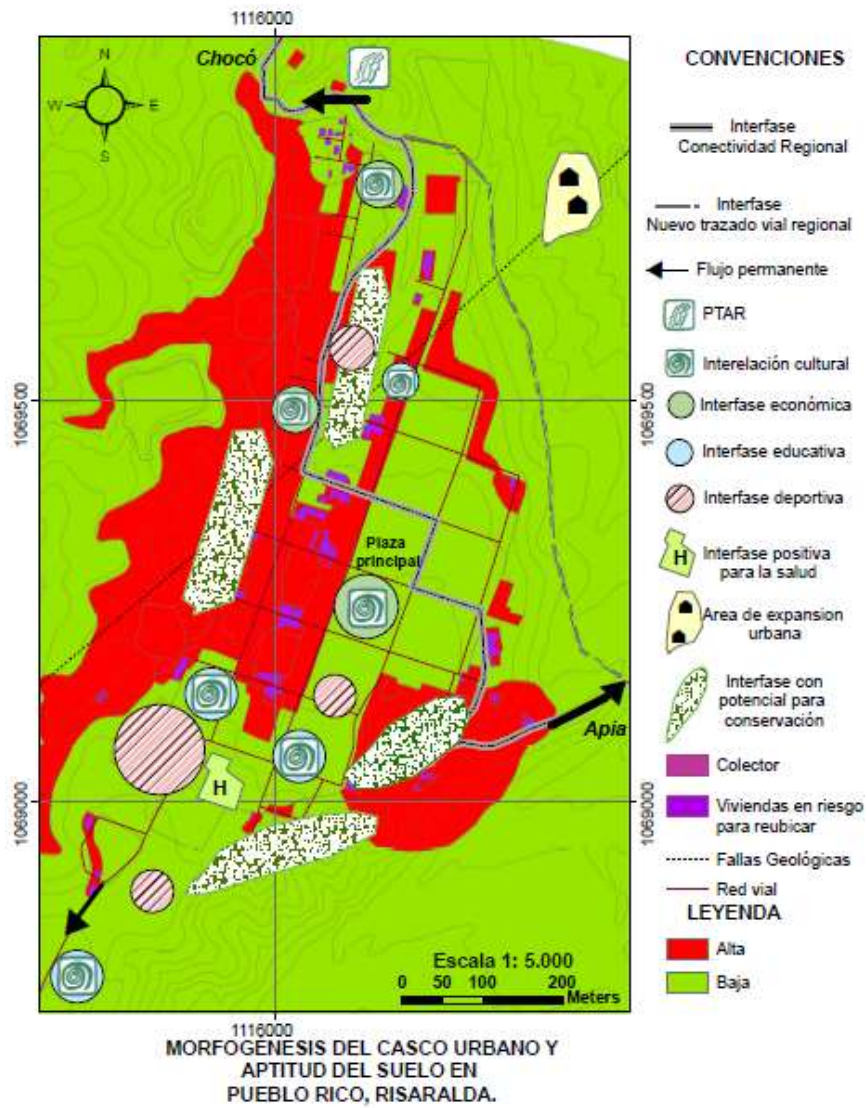 1116000
Chocó
N
W E
S
1069500
1069500
Plaza
principal
Apia
H
1069000
1069000
Escala 1: 5.000
0 50 100 200
Meters
1116000
MORFOGENESIS DEL CASCO URBANO Y
APTITUD DEL SUELO EN
PUEBLO RICO, RISARALDA.
CONVENCIONES
Interfase
Conectividad Regional
Interfase
Nuevo trazado vial regional
Flujo permanente
PTAR
Interelación cultural
Interfase económica
Interfase educativa
Interfase deportiva
H
Interfase positiva
para la salud
Area de expansion
urbana
Interfase con
potencial para
conservación
Colector
Viviendas en riesgo
para reubicar
Fallas Geológicas
Red vial
LEYENDA
Alta
Baja